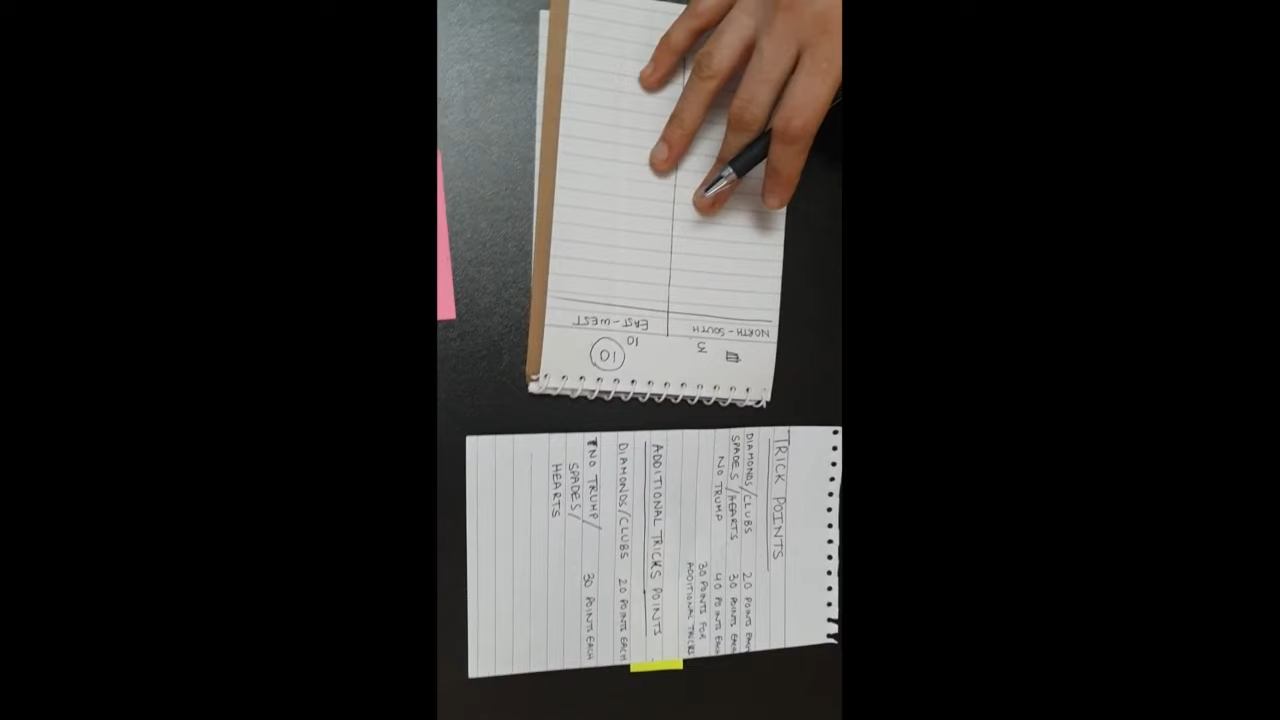 10
10
3
EAST-WEST
NORTH-SOUTH
TRICK POINTS
DIAMONDS/CLUBS 20 POINTS EACH
SPADES/HEARTS 30 POINTS EACH
NO TRUMP 40 POINTS EACH
30 POINTS FOR
ADDITIONAL TRICKS
ADDITIONAL TRICKS POINTS
DIAMONDS/CLUBS 20 POINTS EACH
NO TRUMP/ 30 POINTS EACH
SPADES/
HEARTS